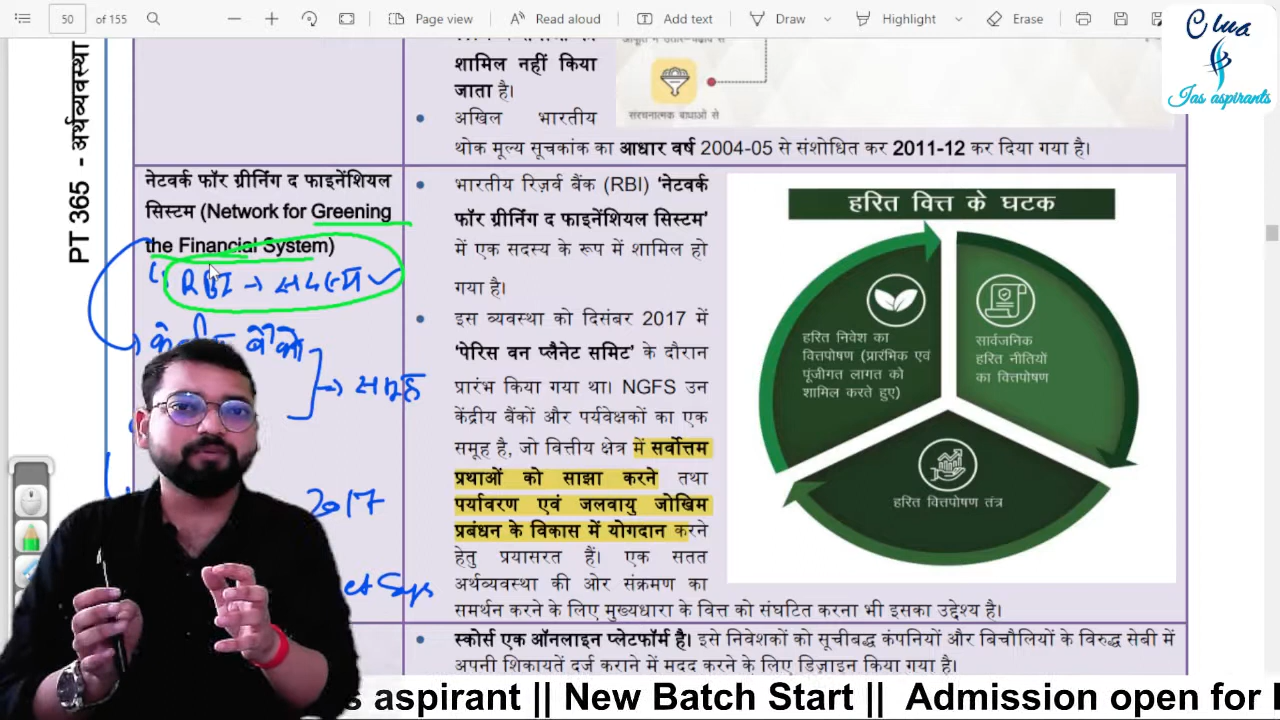 50 of 155
Page view
Read aloud
Add text
Draw
Highlight
Erase
Clua
Ias aspirants
PT 365 - अर्थव्यवस्था
शामिल नहीं किया
जाता है।
अखिल भारतीय
थोक मूल्य सूचकांक का आधार वर्ष 2004-05 से संशोधित कर 2011-12 कर दिया गया है।
संरचनात्मक बाधाओं से
नेटवर्क फॉर ग्रीनिंग द फाइनेंशियल
सिस्टम (Network for Greening
the Financial System)
RBI → सदस्य
बैंको
→ समूह
2017
भारतीय रिज़र्व बैंक (RBI) 'नेटवर्क
फॉर ग्रीनिंग द फाइनेंशियल सिस्टम'
में एक सदस्य के रूप में शामिल हो
गया है।
इस व्यवस्था को दिसंबर 2017 में
'पेरिस वन प्लैनेट समिट' के दौरान
प्रारंभ किया गया था। NGFS उन
केंद्रीय बैंकों और पर्यवेक्षकों का एक
समूह है, जो वित्तीय क्षेत्र में सर्वोत्तम
प्रथाओं को साझा करने तथा
पर्यावरण एवं जलवायु जोखिम
प्रबंधन के विकास में योगदान करने
हेतु प्रयासरत हैं। एक सतत
अर्थव्यवस्था की ओर संक्रमण का
समर्थन करने के लिए मुख्यधारा के वित्त को संघटित करना भी इसका उद्देश्य है।
हरित वित्त के घटक
हरित निवेश का
वित्तपोषण (प्रारंभिक एवं
पूंजीगत लागत को
शामिल करते हुए)
सार्वजनिक
हरित नीतियों
का वित्तपोषण
हरित वित्तपोषण तंत्र
स्कोर्स एक ऑनलाइन प्लेटफॉर्म है। इसे निवेशकों को सूचीबद्ध कंपनियों और बिचौलियों के विरुद्ध सेबी में
अपनी शिकायतें दर्ज कराने में मदद करने के लिए डिज़ाइन किया गया है।
s aspirant || New Batch Start || Admission open for